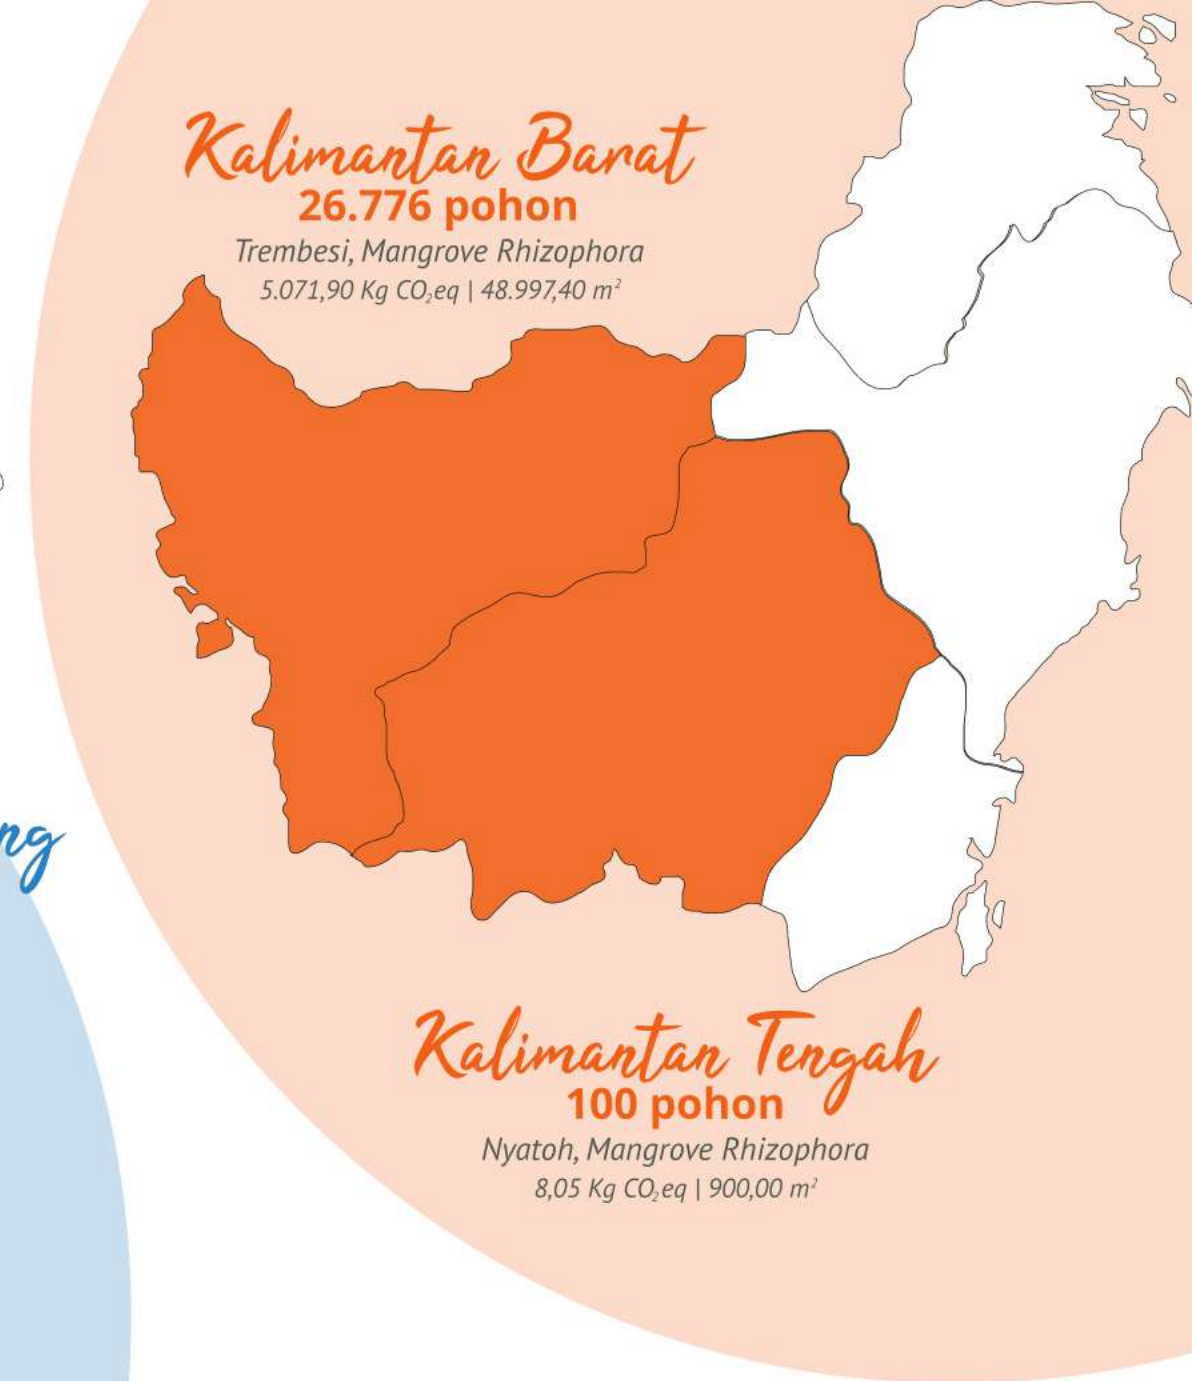 Kalimantan Barat
26.776 pohon
Trembesi, Mangrove Rhizophora
5.071,90 Kg CO₂eq | 48.997,40 m²
ng
Kalimantan Tengah
100 pohon
Nyatoh, Mangrove Rhizophora
8,05 Kg CO₂eq | 900,00 m²